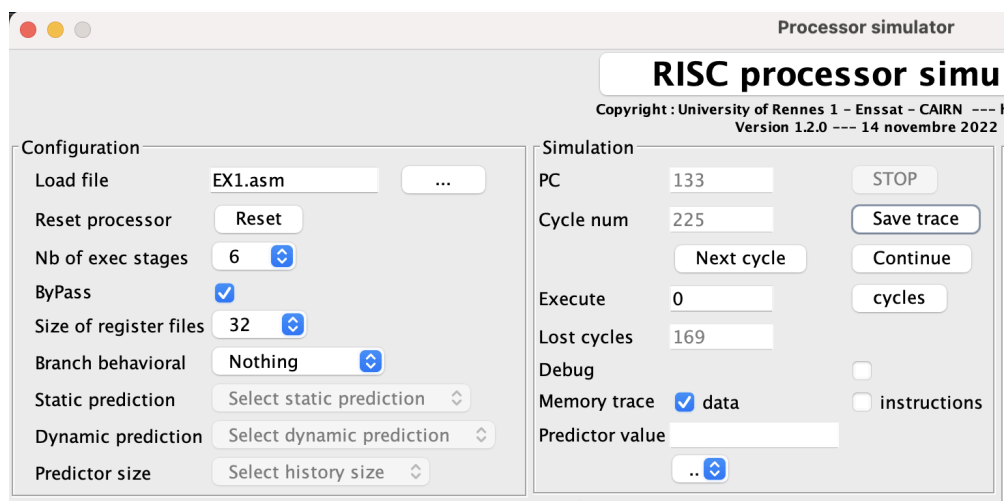 Processor simulator
RISC processor simu
Copyright : University of Rennes 1 - Enssat - CAIRN ---
Version 1.2.0 --- 14 novembre 2022
Configuration
Load file EX1.asm ...
Reset processor Reset
Nb of exec stages 6
ByPass
Size of register files 32
Branch behavioral Nothing
Static prediction Select static prediction
Dynamic prediction Select dynamic prediction
Predictor size Select history size
Simulation
PC 133 STOP
Cycle num 225 Save trace
Next cycle Continue
Execute 0 cycles
Lost cycles 169
Debug
Memory trace data instructions
Predictor value
..